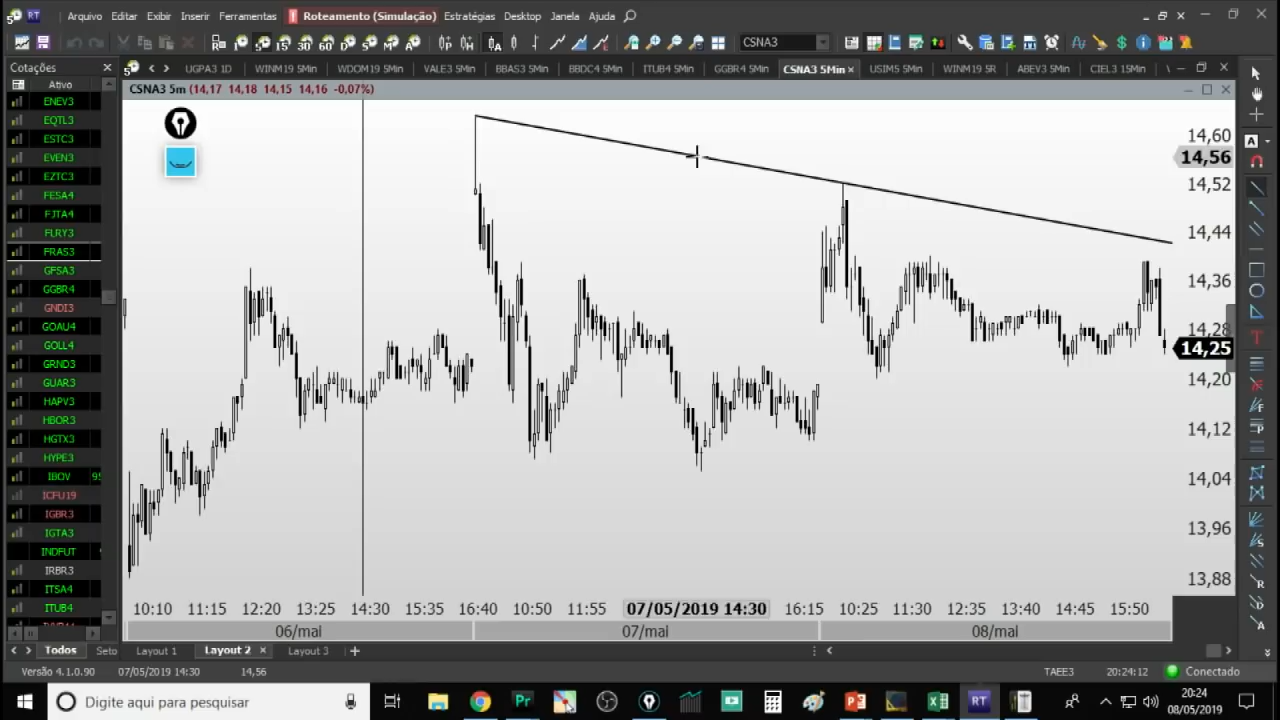 RT Arquivo Editar Exibir Inserir Ferramentas Roteamento (Simulação) Estratégias Desktop Janela Ajuda
15 30 60 D S M A CSNA3
Cotações
UGPA3 1D WINM19 5Min WDOM19 5Min VALE3 5Min BBAS3 5Min BBDC4 5Min ITUB4 5Min GGBR4 5Min CSNA3 5Min USIM5 5Min WINM19 5R ABEV3 5Min CIEL3 15Min
Ativo
CSNA3 5m (14,17 14,18 14,15 14,16 -0,07%)
ENEV3
EQTL3
ESTC3
EVEN3
EZTC3
FESA4
FJTA4
FLRY3
FRAS3
GFSA3
GGBR4
GNDI3
GOAU4
GOLL4
GRND3
GUAR3
HAPV3
HBOR3
HGTX3
HYPE3
IBOV
ICFU19
IGBR3
IGTA3
INDFUT
IRBR3
ITSA4
ITUB4
14,60
14,56
14,52
14,44
14,36
14,28
14,25
14,20
14,12
14,04
13,96
13,88
10:10 11:15 12:20 13:25 14:30 15:35 16:40 10:50 11:55 07/05/2019 14:30 16:15 10:25 11:30 12:35 13:40 14:45 15:50
06/mai 07/mai 08/mai
Todos Seto Layout 1 Layout 2 Layout 3
Versão 4.1.0.90 07/05/2019 14:30 14,56 TAEE3 20:24:12 Conectado
Digite aqui para pesquisar
Pr RT
20:24
08/05/2019